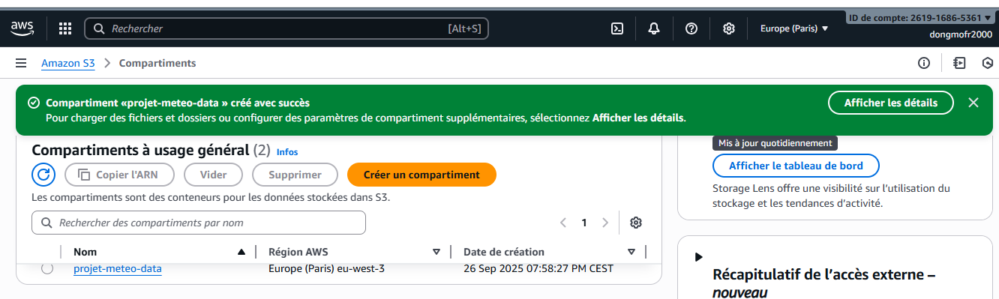 aws
Rechercher
[Alt+S]
Europe (Paris)
ID de compte: 2619-1686-5361
dongmofr2000
Amazon S3
Compartiments
Compartiment «projet-meteo-data » créé avec succès
Pour charger des fichiers et dossiers ou configurer des paramètres de compartiment supplémentaires, sélectionnez Afficher les détails.
Afficher les détails
Compartiments à usage général (2) Infos
Copier l'ARN
Vider
Supprimer
Créer un compartiment
Les compartiments sont des conteneurs pour les données stockées dans S3.
Rechercher des compartiments par nom
1
Nom
Région AWS
Date de création
projet-meteo-data
Europe (Paris) eu-west-3
26 Sep 2025 07:58:27 PM CEST
Mis à jour quotidiennement
Afficher le tableau de bord
Storage Lens offre une visibilité sur l'utilisation du
stockage et les tendances d'activité.
Récapitulatif de l'accès externe –
nouveau